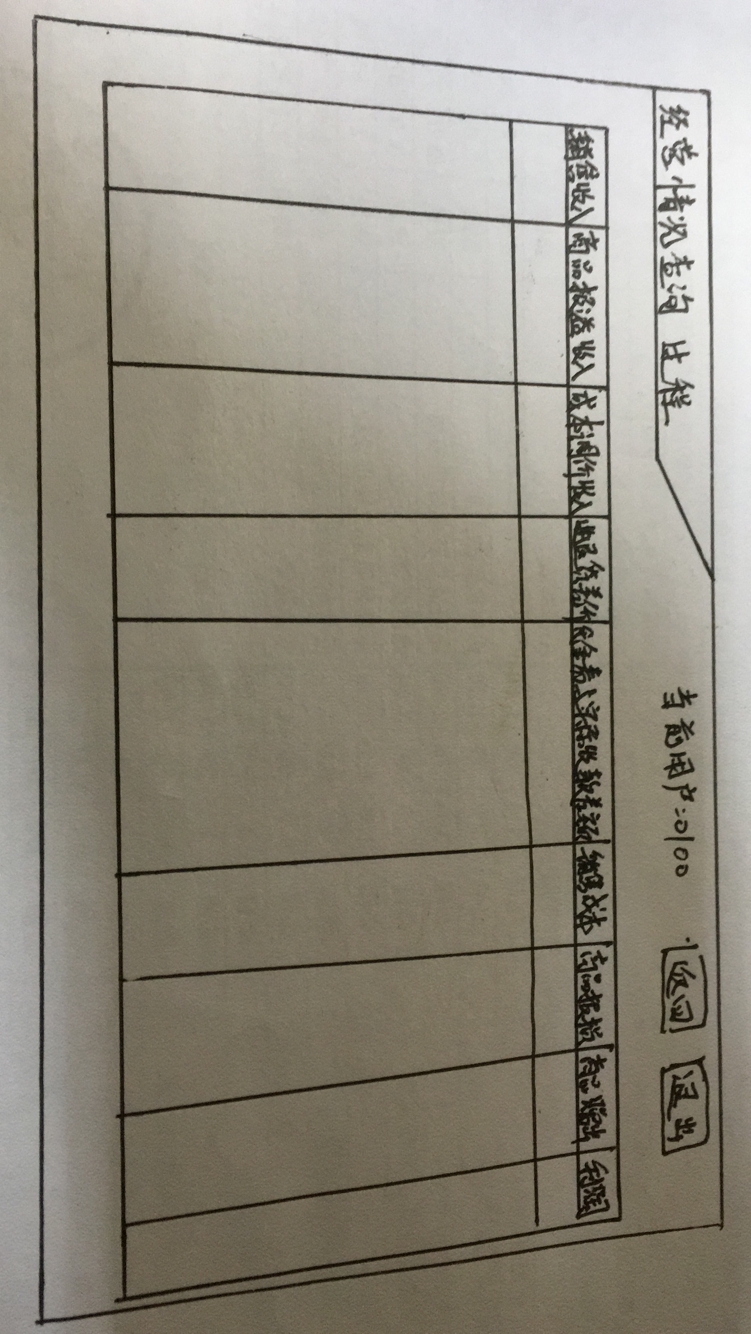 经营情况查询过程 当前用户:0100 返回 退出
销售收入 商品报溢收入 成本调价收入 进退货差价 代金券与实际收款差额 销售成本 商品报损 商品赠出 利润